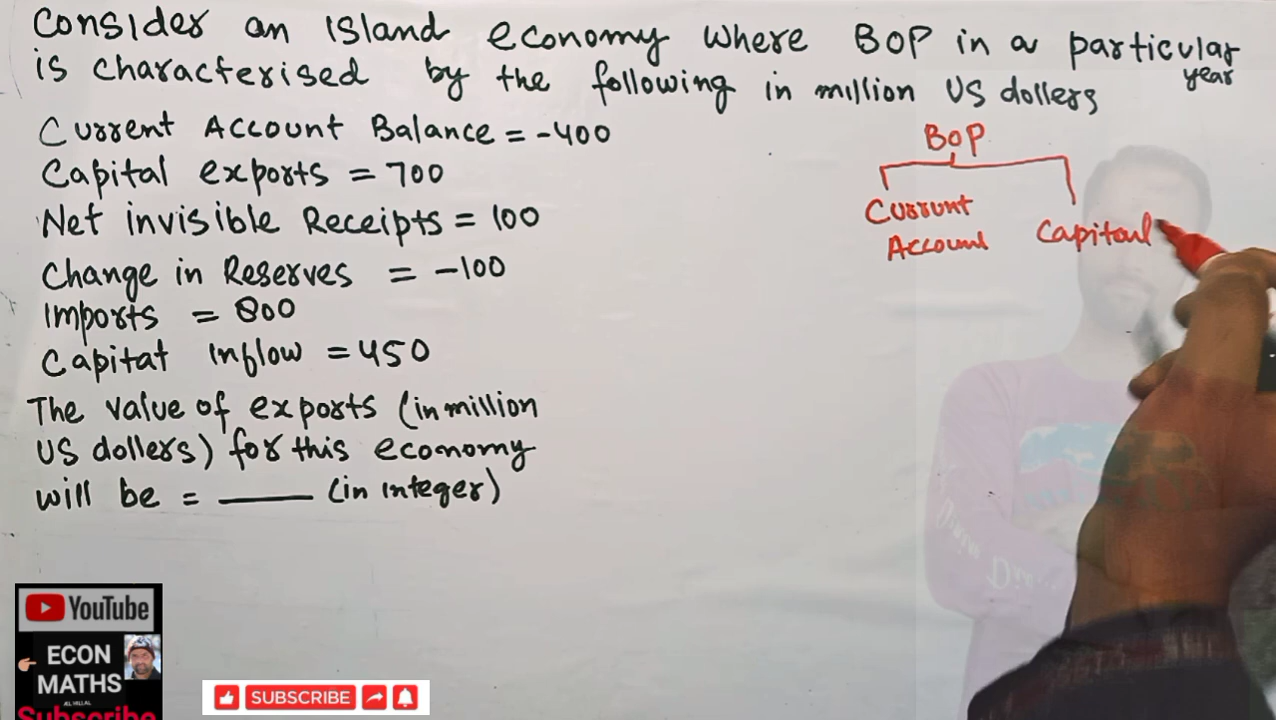 Consider an Island economy where BOP in a particular
year
is characterised by the following in million US dollers
Current Account Balance = -400
Capital exports = 700
Net invisible Receipts = 100
Change in Reserves = -100
Imports = 800
Capitat inflow = 450
The value of exports (in million
US dollers) for this economy
will be = ____ (in integer)
BOP
Current
Account
Capital
YouTube
ECON
MATHS
Subscribe
SUBSCRIBE